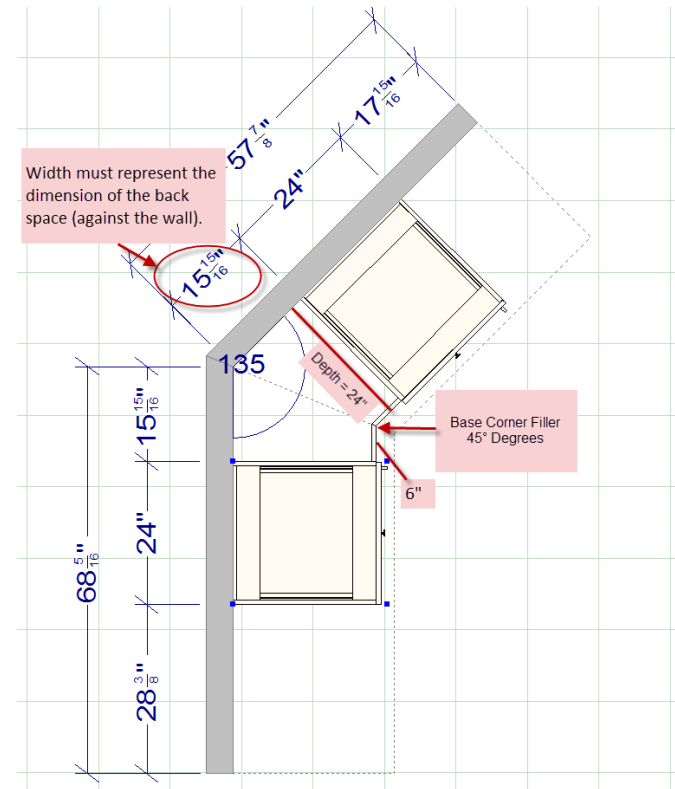 17 15/16"
57 7/8"
Width must represent the
dimension of the back
space (against the wall).
24"
15 15/16"
135
Depth = 24"
15 15/16"
Base Corner Filler
45° Degrees
6"
24"
68 5/16"
28 3/8"